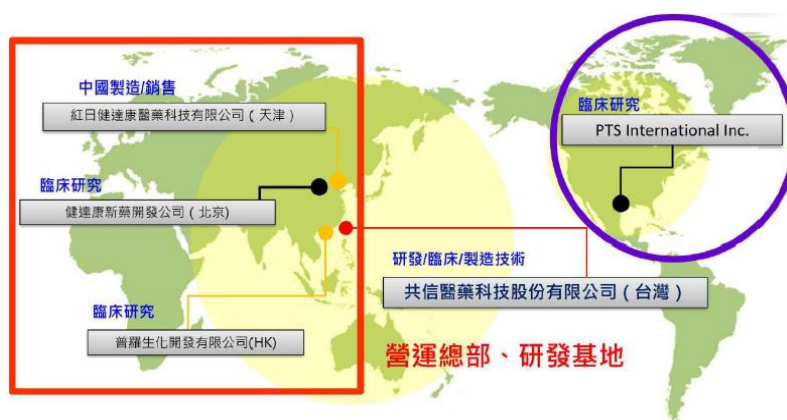 中國製造/銷售
紅日健達康醫藥科技有限公司（天津）
臨床研究
健達康新藥開發公司（北京)
臨床研究
普羅生化開發有限公司(HK)
臨床研究
PTS International Inc.
研發/臨床/製造技術
共信醫藥科技股份有限公司（台灣）
營運總部、研發基地